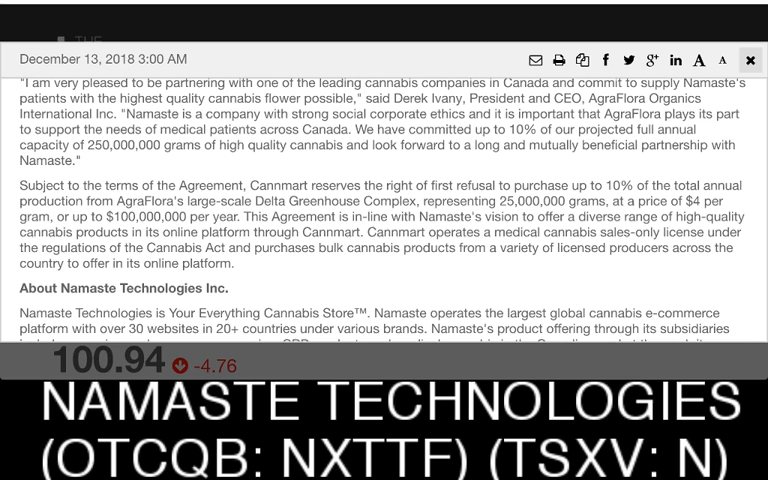 THE
December 13, 2018 3:00 AM
"I am very pleased to be partnering with one of the leading cannabis companies in Canada and commit to supply Namaste's
patients with the highest quality cannabis flower possible," said Derek Ivany, President and CEO, AgraFlora Organics
International Inc. "Namaste is a company with strong social corporate ethics and it is important that AgraFlora plays its part
to support the needs of medical patients across Canada. We have committed up to 10% of our projected full annual
capacity of 250,000,000 grams of high quality cannabis and look forward to a long and mutually beneficial partnership with
Namaste."
Subject to the terms of the Agreement, Cannmart reserves the right of first refusal to purchase up to 10% of the total annual
production from AgraFlora's large-scale Delta Greenhouse Complex, representing 25,000,000 grams, at a price of $4 per
gram, or up to $100,000,000 per year. This Agreement is in-line with Namaste's vision to offer a diverse range of high-quality
cannabis products in its online platform through Cannmart. Cannmart operates a medical cannabis sales-only license under
the regulations of the Cannabis Act and purchases bulk cannabis products from a variety of licensed producers across the
country to offer in its online platform.
About Namaste Technologies Inc.
Namaste Technologies is Your Everything Cannabis Store™. Namaste operates the largest global cannabis e-commerce
platform with over 30 websites in 20+ countries under various brands. Namaste's product offering through its subsidiaries
100.94 -4.76
NAMASTE TECHNOLOGIES
(OTCQB: NXTTF) (TSXV: N)